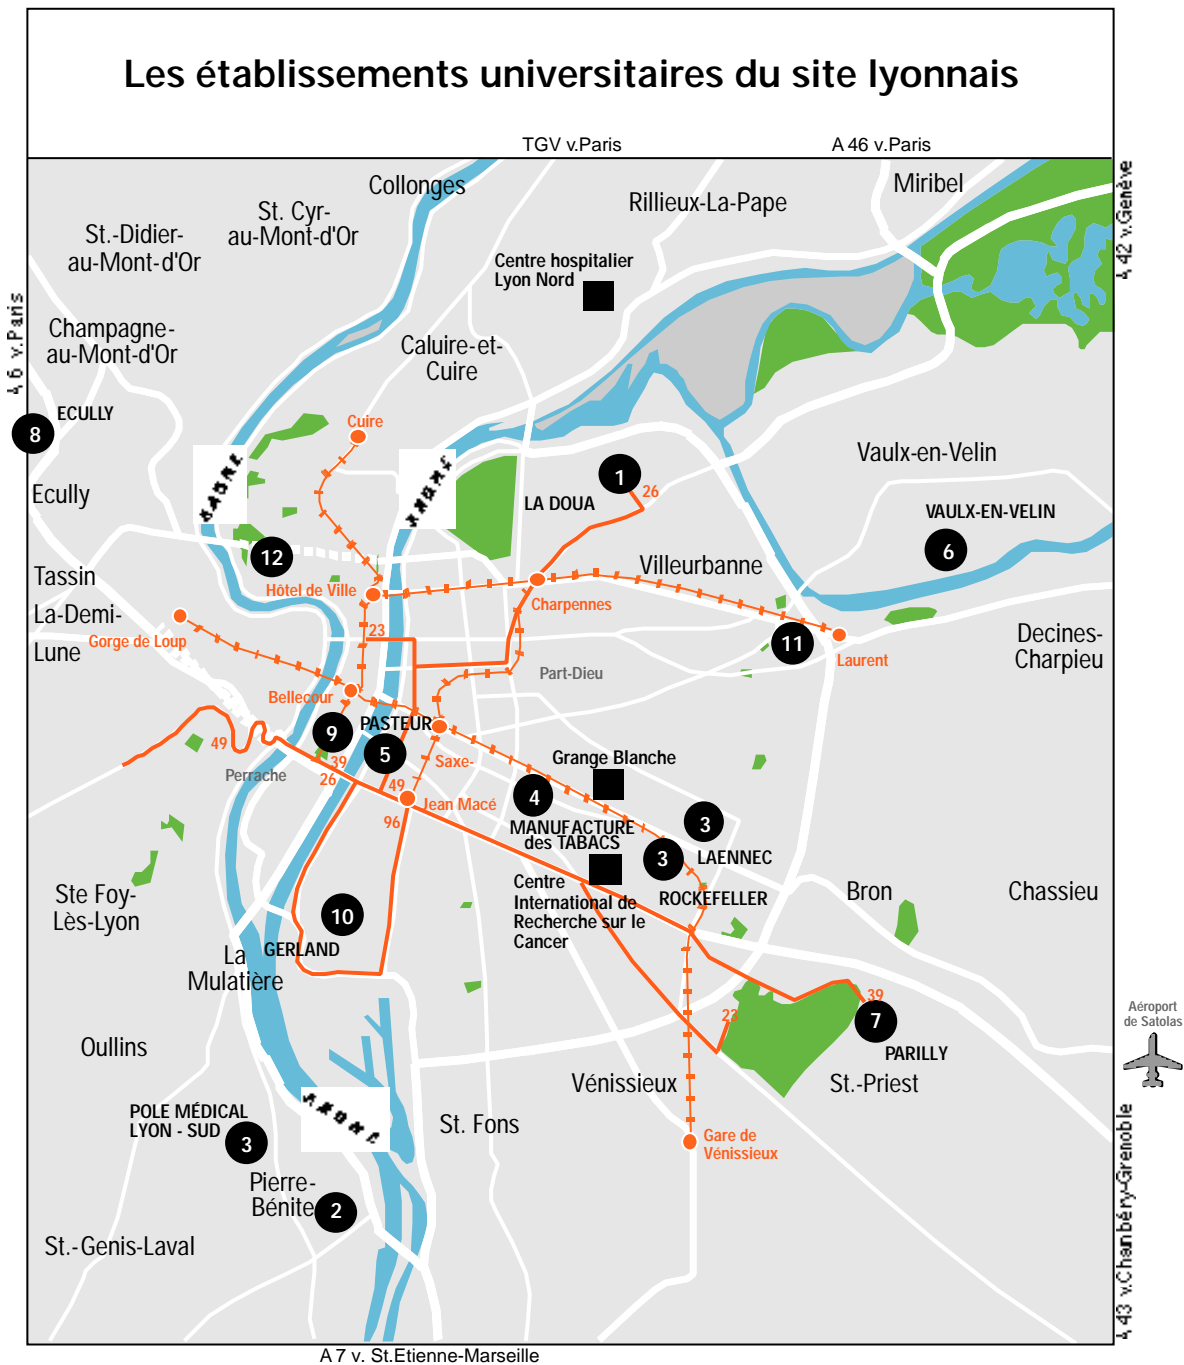 Les établissements universitaires du site lyonnais
TGV v.Paris
A 46 v.Paris
A 6 v.Paris
A 42 v.Genève
Collonges
Miribel
St. Cyr-
au-Mont-d'Or
Rillieux-La-Pape
St.-Didier-
au-Mont-d'Or
Centre hospitalier
Lyon Nord
Champagne-
au-Mont-d'Or
Caluire-et-
Cuire
ECULLY
8
Cuire
Ecully
SAONE
RHONE
1
26
LA DOUA
Vaulx-en-Velin
VAULX-EN-VELIN
6
12
Villeurbanne
Tassin
La-Demi-
Lune
Hôtel de Ville
Charpennes
Gorge de Loup
23
11
Laurent
Decines-
Charpieu
Part-Dieu
Bellecour
9
PASTEUR
5
49
39
26
Perrache
Saxe-
49
Jean Macé
96
Grange Blanche
4
MANUFACTURE
des TABACS
3
LAENNEC
3
ROCKEFELLER
Centre
International de
Recherche sur le
Cancer
Ste Foy-
Lès-Lyon
10
GERLAND
Bron
Chassieu
La
Mulatière
39
23
7
PARILLY
Aéroport
de Satolas
Oullins
Vénissieux
St.-Priest
RHONE
POLE MÉDICAL
LYON - SUD
3
St. Fons
Gare de
Vénissieux
Pierre-
Bénite
2
St.-Genis-Laval
A 43 v.Chambéry-Grenoble
A 7 v. St.Etienne-Marseille